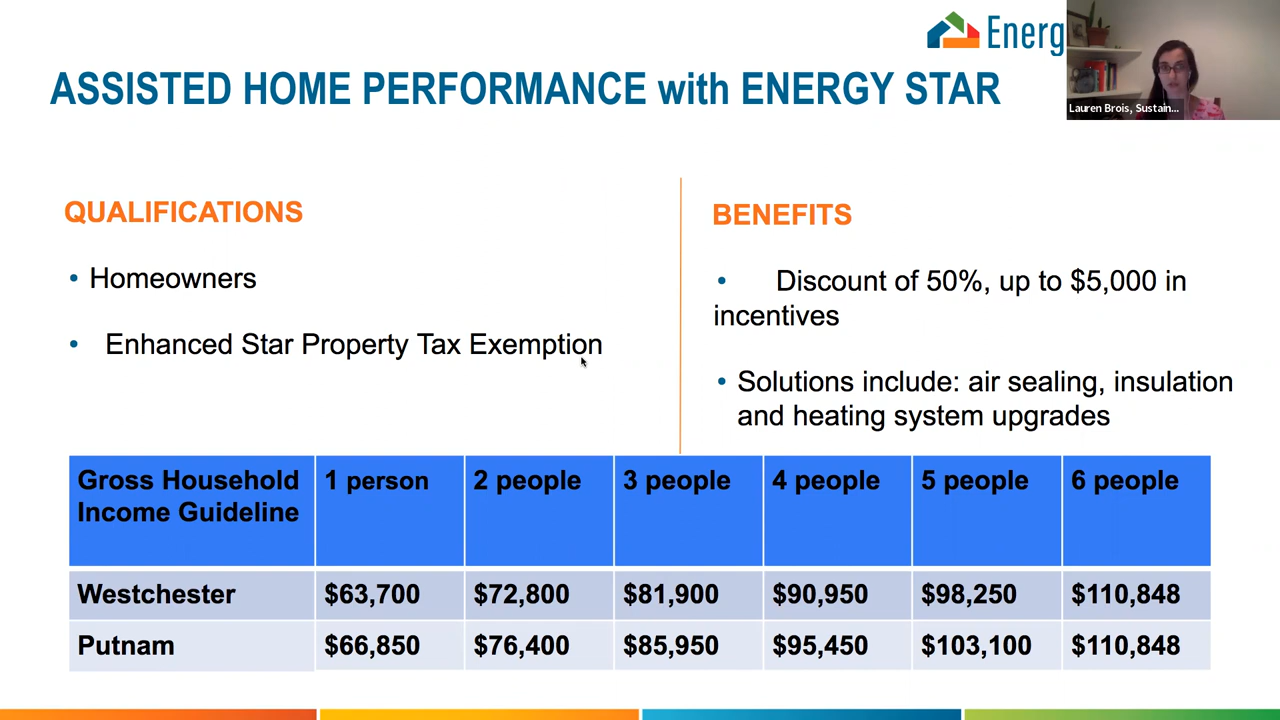 Energ
ASSISTED HOME PERFORMANCE with ENERGY STAR
Lauren Brois, Sustain...
QUALIFICATIONS
• Homeowners
• Enhanced Star Property Tax Exemption
BENEFITS
• Discount of 50%, up to $5,000 in
incentives
• Solutions include: air sealing, insulation
and heating system upgrades
Gross Household
Income Guideline
1 person
2 people
3 people
4 people
5 people
6 people
Westchester
$63,700
$72,800
$81,900
$90,950
$98,250
$110,848
Putnam
$66,850
$76,400
$85,950
$95,450
$103,100
$110,848